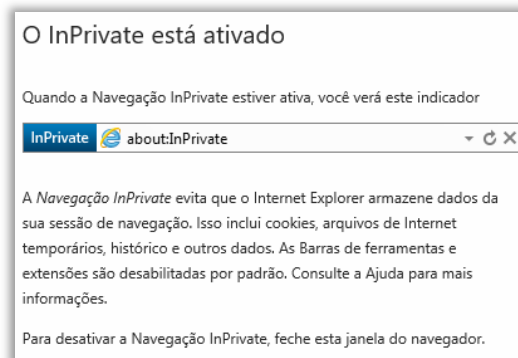 O InPrivate está ativado
Quando a Navegação InPrivate estiver ativa, você verá este indicador
InPrivate about:InPrivate
A Navegação InPrivate evita que o Internet Explorer armazene dados da
sua sessão de navegação. Isso inclui cookies, arquivos de Internet
temporários, histórico e outros dados. As Barras de ferramentas e
extensões são desabilitadas por padrão. Consulte a Ajuda para mais
informações.
Para desativar a Navegação InPrivate, feche esta janela do navegador.